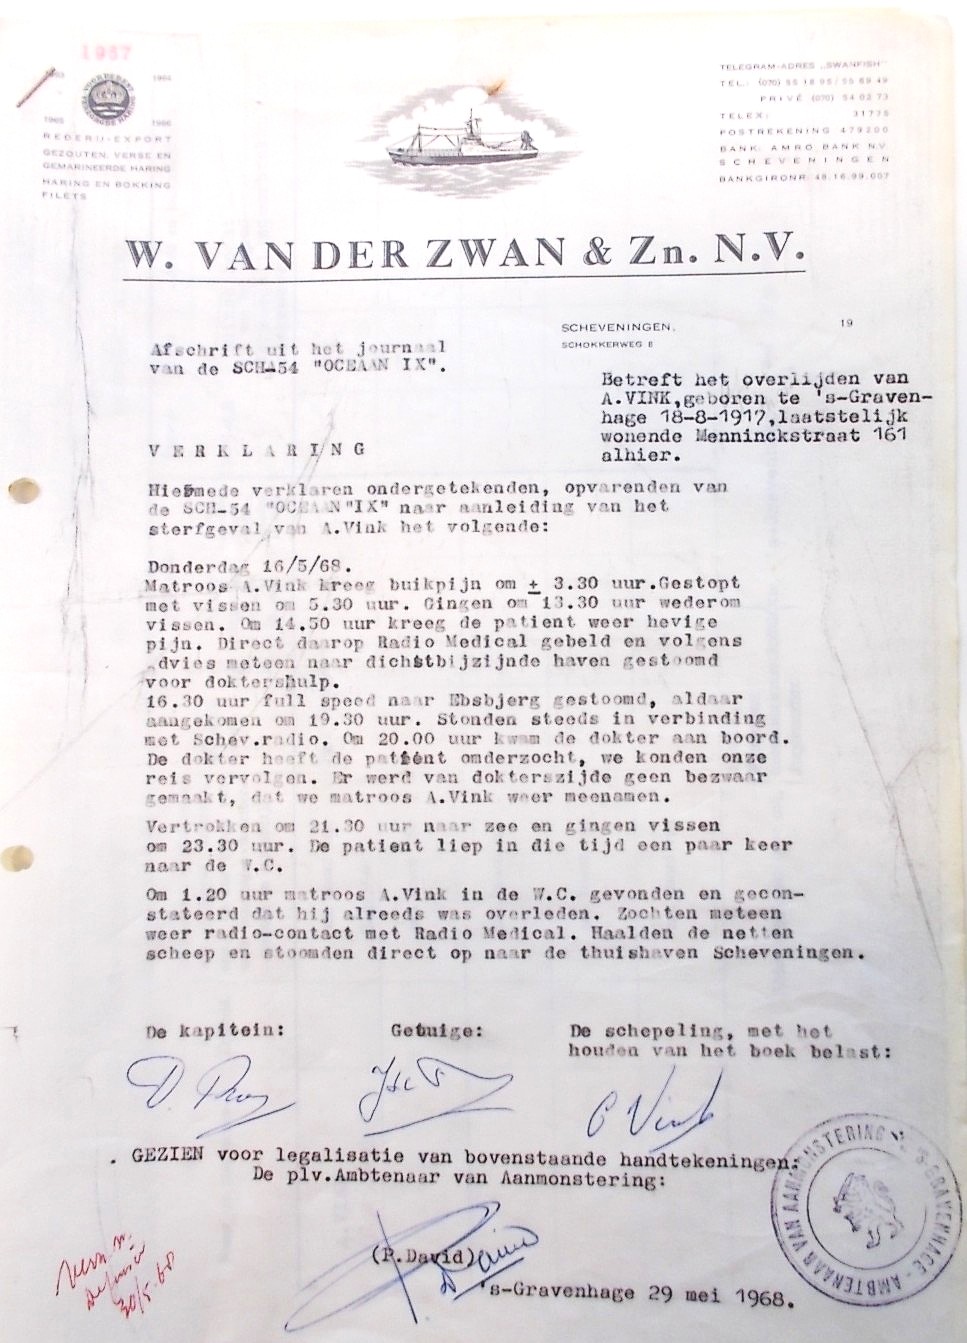 1957
1964
1965
1966
REDERIJ-EXPORT
GEZOUTEN, VERSE EN
GEMARINEERDE HARING
HARING EN BOKKING
FILETS
TELEGRAM-ADRES „SWANFISH"
TEL.: (070) 55 18 05/55 69 49
PRIVÉ (070) 54 02 73
TELEX: 31775
POSTREKENING 479200
BANK: AMRO BANK N.V.
SCHEVENINGEN
BANKGIRONR. 48.16.99.007
W. VAN DER ZWAN & Zn. N.V.
SCHEVENINGEN, 19
SCHOKKERWEG 8
Afschrift uit het journaal
van de SCH-54 "OCEAAN IX".
Betreft het overlijden van
A.VINK,geboren te 's-Graven-
hage 18-8-1917,laatstelijk
wonende Menninckstraat 161
alhier.
VERKLARING
Hiermede verklaren ondergetekenden, opvarenden van
de SCH-54 "OCEAAN"IX" naar aanleiding van het
sterfgeval van A.Vink het volgende:
Donderdag 16/5/68.
Matroos A.Vink kreeg buikpijn om ± 3.30 uur.Gestopt
met vissen om 5.30 uur. Gingen om 13.30 uur wederom
vissen. Om 14.50 uur kreeg de patient weer hevige
pijn. Direct daarop Radio Medical gebeld en volgens
advies meteen naar dichtstbijzijnde haven gestoomd
voor doktershulp.
16.30 uur full speed naar Ebsbjerg gestoomd, aldaar
aangekomen om 19.30 uur. Stonden steeds in verbinding
met Schev.radio. Om 20.00 uur kwam de dokter aan boord.
De dokter heeft de patiënt onderzocht, we konden onze
reis vervolgen. Er werd van dokterszijde geen bezwaar
gemaakt, dat we matroos A.Vink weer meenamen.
Vertrokken om 21.30 uur naar zee en gingen vissen
om 23.30 uur. De patient liep in die tijd een paar keer
naar de W.C.
Om 1.20 uur matroos A.Vink in de W.C. gevonden en gecon-
stateerd dat hij alreeds was overleden. Zochten meteen
weer radio-contact met Radio Medical. Haalden de netten
scheep en stoomden direct op naar de thuishaven Scheveningen.
De kapitein: Getuige: De schepeling, met het
houden van het boek belast:
C Vink
. GEZIEN voor legalisatie van bovenstaande handtekeningen:
De plv.Ambtenaar van Aanmonstering:
(P.David)
's-Gravenhage 29 mei 1968.
AMBTENAAR VAN AANMONSTERING 'S-GRAVENHAGE
30/5-68